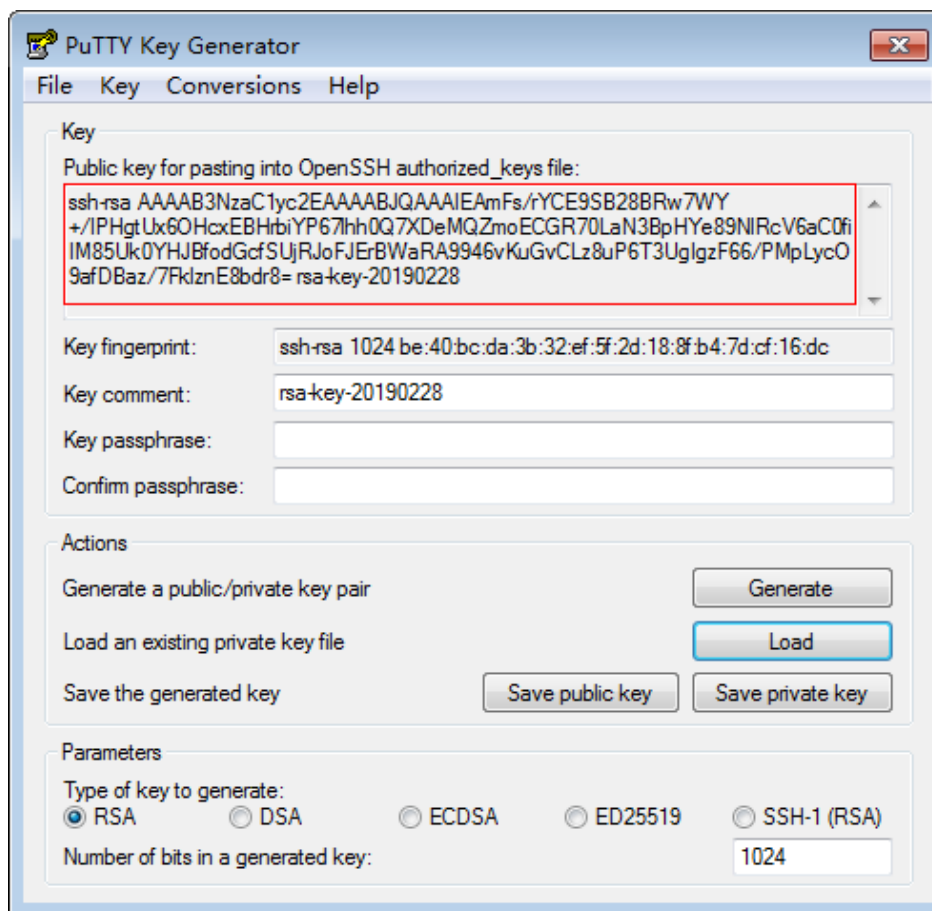 PuTTY Key Generator
File Key Conversions Help
Key
Public key for pasting into OpenSSH authorized_keys file:
ssh-rsa AAAAB3NzaC1yc2EAAAABJQAAAIEAmFs/rYCE9SB28BRw7WY
+/IPHgtUx6OHcxEBHrbiYP67lhh0Q7XDeMQZmoECGR70LaN3BpHYe89NIRcV6aC0fi
IM85Uk0YHJBfodGcfSUjRJoFJErBWaRA9946vKuGvCLz8uP6T3UglgzF66/PMpLycO
9afDBaz/7FklznE8bdr8= rsa-key-20190228
Key fingerprint: ssh-rsa 1024 be:40:bc:da:3b:32:ef:5f:2d:18:8f:b4:7d:cf:16:dc
Key comment: rsa-key-20190228
Key passphrase:
Confirm passphrase:
Actions
Generate a public/private key pair Generate
Load an existing private key file Load
Save the generated key Save public key Save private key
Parameters
Type of key to generate:
RSA DSA ECDSA ED25519 SSH-1 (RSA)
Number of bits in a generated key: 1024